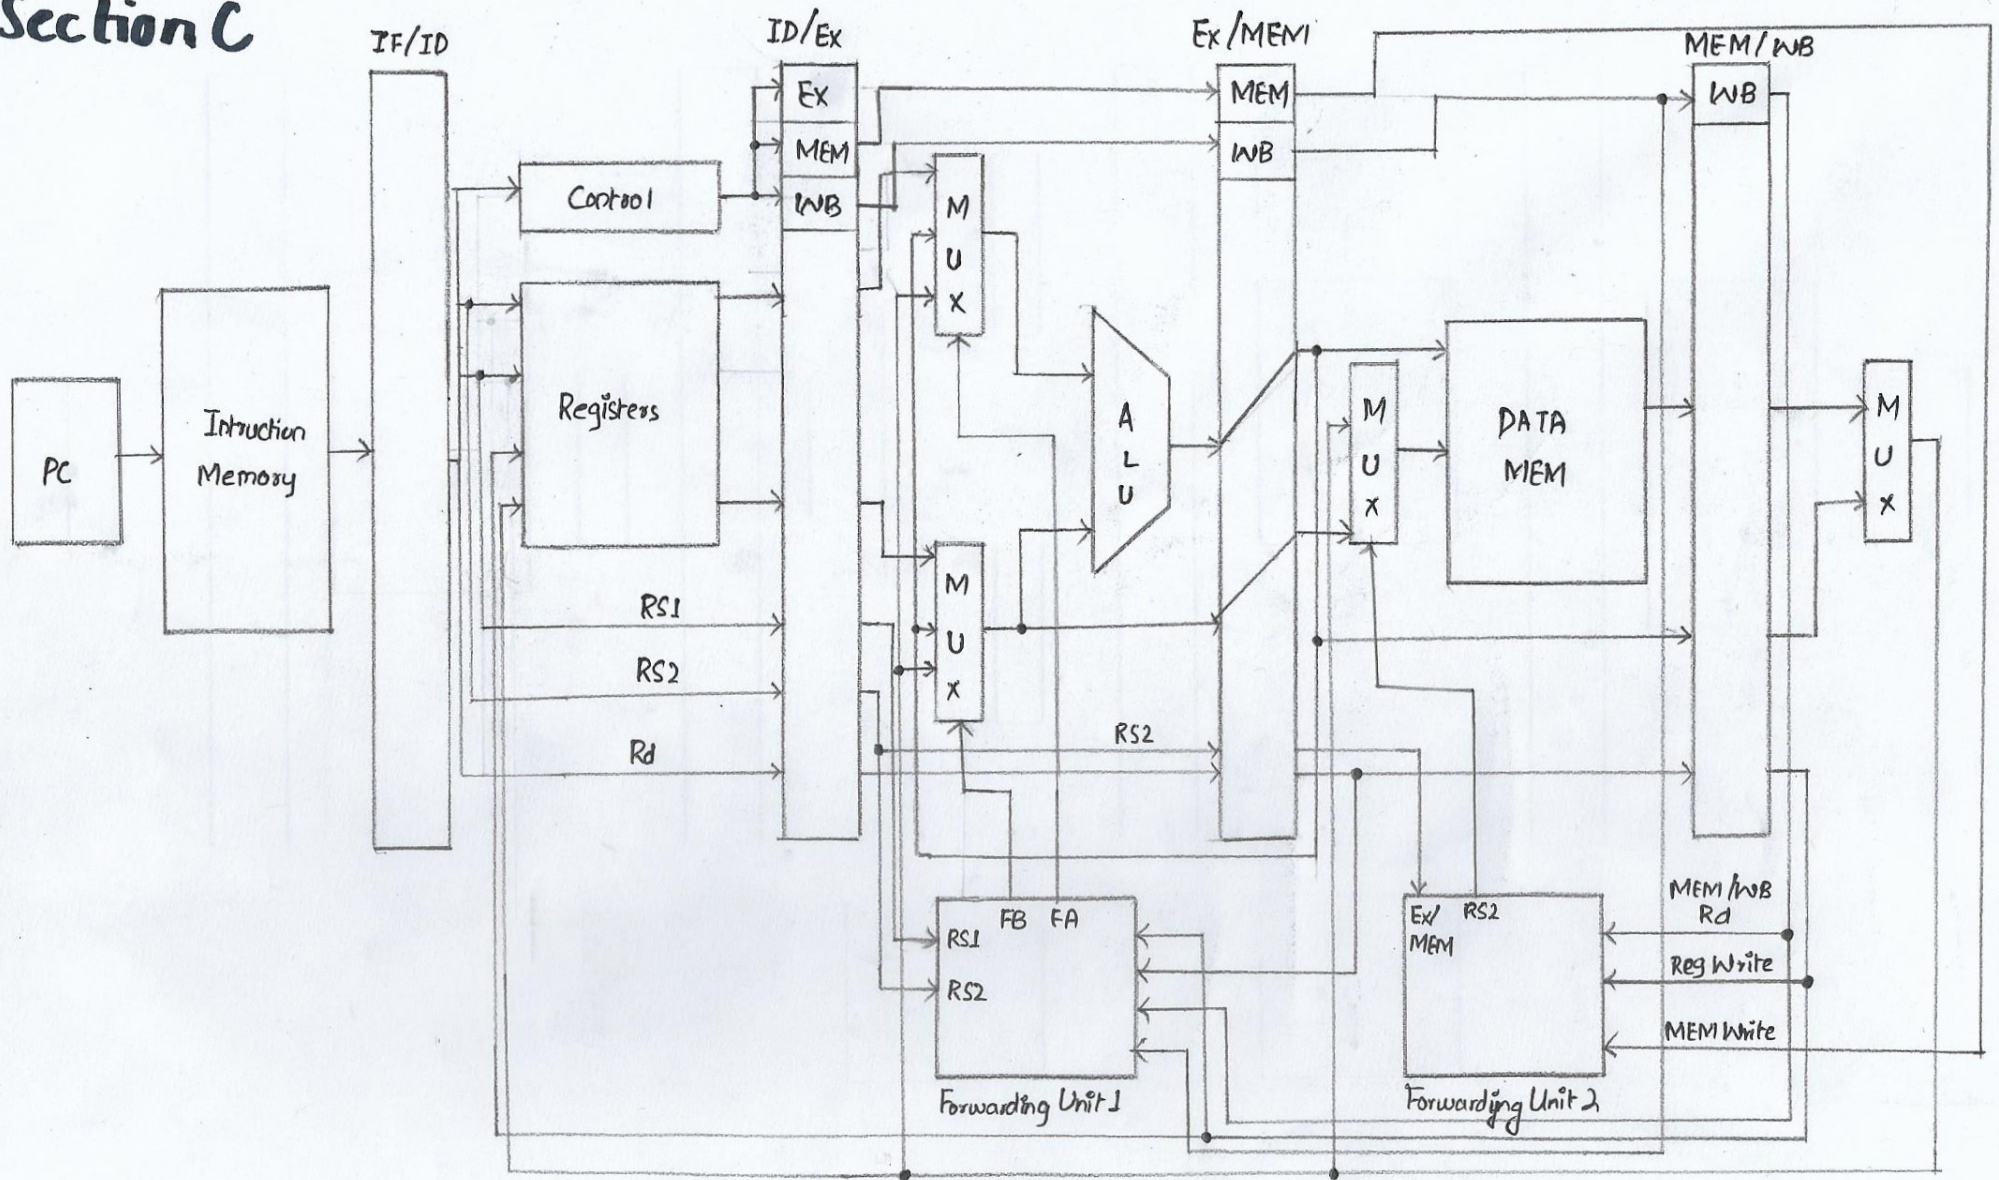 Section C
IF/ID
ID/Ex
Ex/MEM
MEM/WB
Ex
MEM
WB
MEM
WB
WB
Control
M
U
X
PC
Intruction
Memory
Registers
A
L
U
M
U
X
DATA
MEM
M
U
X
M
U
X
RS1
RS2
Rd
RS2
FB
FA
RS1
RS2
Forwarding Unit 1
Ex/
MEM
RS2
Forwarding Unit 2
MEM/WB
Rd
Reg Write
MEM Write